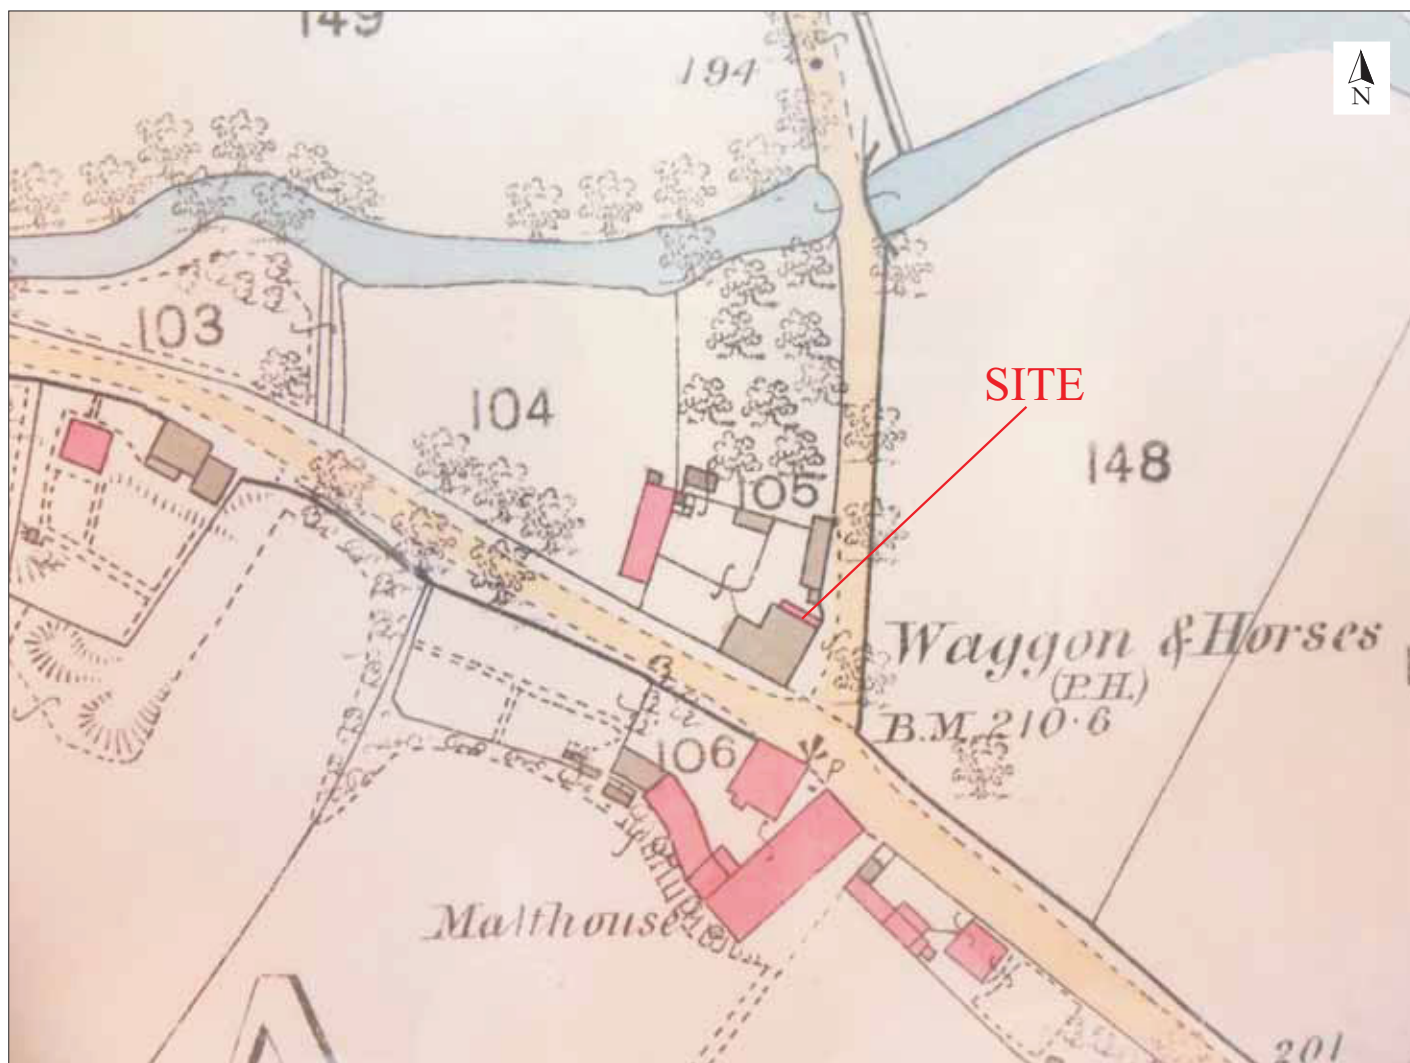 149
194
N
103
104
SITE
105
148
Waggon & Horses
(P.H.)
B.M. 210·6
106
P
Malthouse
A
201